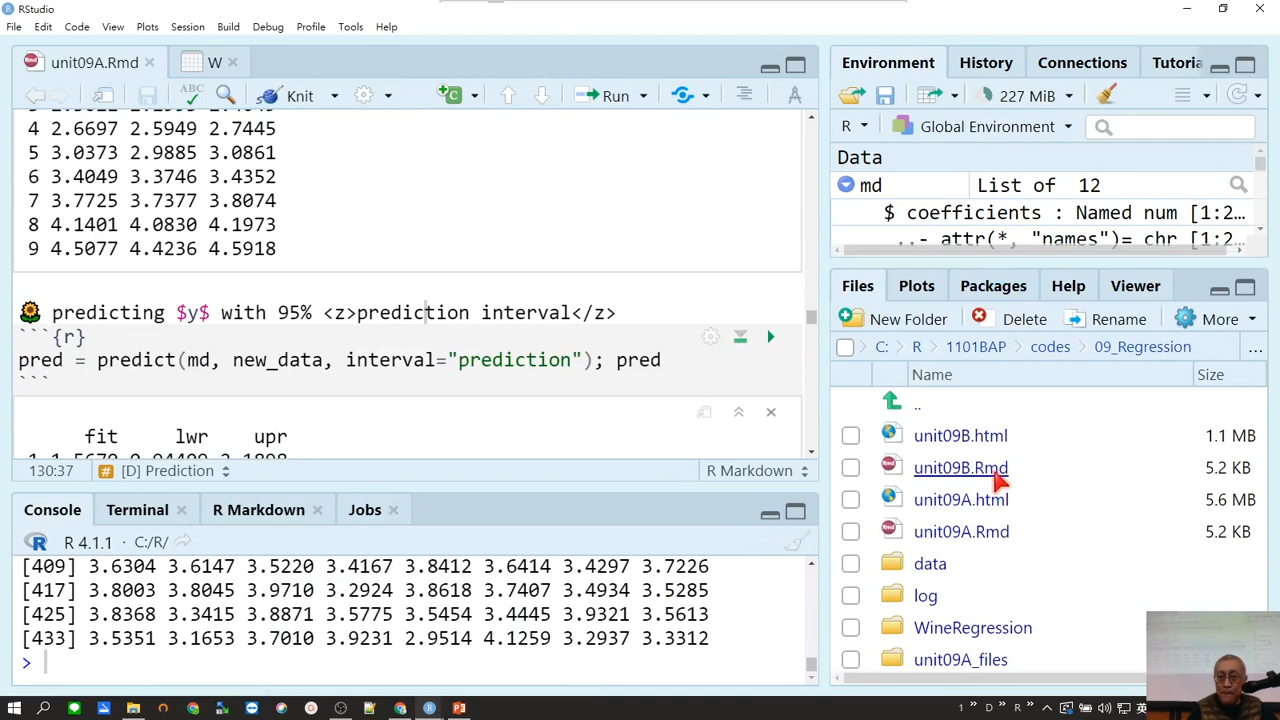 RStudio
File Edit Code View Plots Session Build Debug Profile Tools Help
unit09A.Rmd W
ABC Knit Run
4 2.6697 2.5949 2.7445
5 3.0373 2.9885 3.0861
6 3.4049 3.3746 3.4352
7 3.7725 3.7377 3.8074
8 4.1401 4.0830 4.1973
9 4.5077 4.4236 4.5918
predicting $y$ with 95% <z>prediction interval</z>
```{r}
pred = predict(md, new_data, interval="prediction"); pred
```
fit lwr upr
130:37 # [D] Prediction R Markdown
Console Terminal R Markdown Jobs
R 4.1.1 · C:/R/
[409] 3.6304 3.6147 3.5220 3.4167 3.8412 3.6414 3.4297 3.7226
[417] 3.8003 3.8045 3.9710 3.2924 3.8618 3.7407 3.4934 3.5285
[425] 3.8368 3.3415 3.8871 3.5775 3.5454 3.4445 3.9321 3.5613
[433] 3.5351 3.1653 3.7010 3.9231 2.9514 4.1259 3.2937 3.3312
>
Environment History Connections Tutoria
227 MiB
R Global Environment
Data
md List of 12
$ coefficients : Named num [1:2…
..- attr(*, "names")= chr [1:2…
Files Plots Packages Help Viewer
New Folder Delete Rename More
C: R 1101BAP codes 09_Regression …
Name Size
..
unit09B.html 1.1 MB
unit09B.Rmd 5.2 KB
unit09A.html 5.6 MB
unit09A.Rmd 5.2 KB
data
log
WineRegression
unit09A_files
1 英